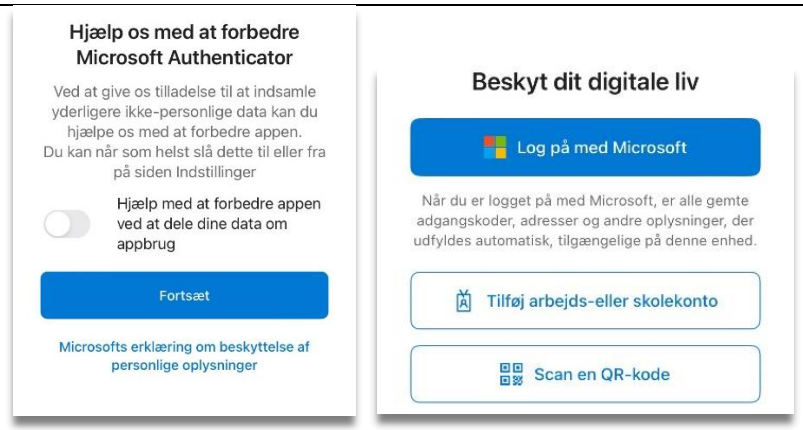 Hjælp os med at forbedre
Microsoft Authenticator
Ved at give os tilladelse til at indsamle
yderligere ikke-personlige data kan du
hjælpe os med at forbedre appen.
Du kan når som helst slå dette til eller fra
på siden Indstillinger
Hjælp med at forbedre appen
ved at dele dine data om
appbrug
Fortsæt
Microsofts erklæring om beskyttelse af
personlige oplysninger
Beskyt dit digitale liv
Log på med Microsoft
Når du er logget på med Microsoft, er alle gemte
adgangskoder, adresser og andre oplysninger, der
udfyldes automatisk, tilgængelige på denne enhed.
Tilføj arbejds-eller skolekonto
Scan en QR-kode